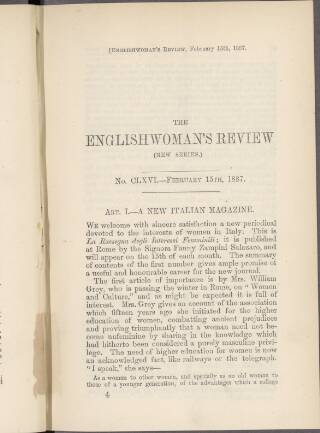 [ENGLISHWOMAN'S REVIEW, February 15th, 1887.
THE
ENGLISHWOMAN'S REVIEW
(NEW SERIES.)
No. CLXVI.—FEBRUARY 15TH, 1887.
ART. I.—A NEW ITALIAN MAGAZINE.
WE welcome with sincere satisfaction a new periodical
devoted to the interests of women in Italy. This is
La Rassegna degli Interessi Femminili; it is published
at Rome by the Signora Fanny Zampini Salazaro, and
will appear on the 15th of each month. The summary
of contents of the first number gives ample promise of
a useful and honourable career for the new journal.
The first article of importance is by Mrs. William
Grey, who is passing the winter in Rome, on "Women
and Culture," and as might be expected it is full of
interest. Mrs. Grey gives an account of the association
which fifteen years ago she initiated for the higher
education of women, combatting ancient prejudices
and proving triumphantly that a woman need not be-
come unfeminine by sharing in the knowledge which
had hitherto been considered a purely masculine privi-
lege. The need of higher education for women is now
an acknowledged fact, like railways or the telegraph.
"I speak," she says—
As a woman to other women, and specially as an old woman to
those of a younger generation, of the advantages which a college
4